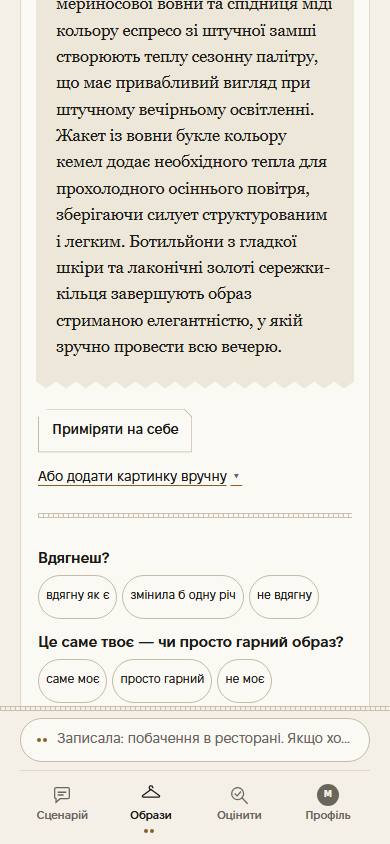 мериносової вовни та спідниця міді
кольору еспресо зі штучної замші
створюють теплу сезонну палітру,
що має привабливий вигляд при
штучному вечірньому освітленні.
Жакет із вовни букле кольору
кемел додає необхідного тепла для
прохолодного осіннього повітря,
зберігаючи силует структурованим
і легким. Ботильйони з гладкої
шкіри та лаконічні золоті сережки-
кільця завершують образ
стриманою елегантністю, у якій
зручно провести всю вечерю.
Приміряти на себе
Або додати картинку вручну
Вдягнеш?
вдягну як є
змінила б одну річ
не вдягну
Це саме твоє — чи просто гарний образ?
саме моє
просто гарний
не моє
Записала: побачення в ресторані. Якщо хо...
Сценарій
Образи
Оцінити
М
Профіль